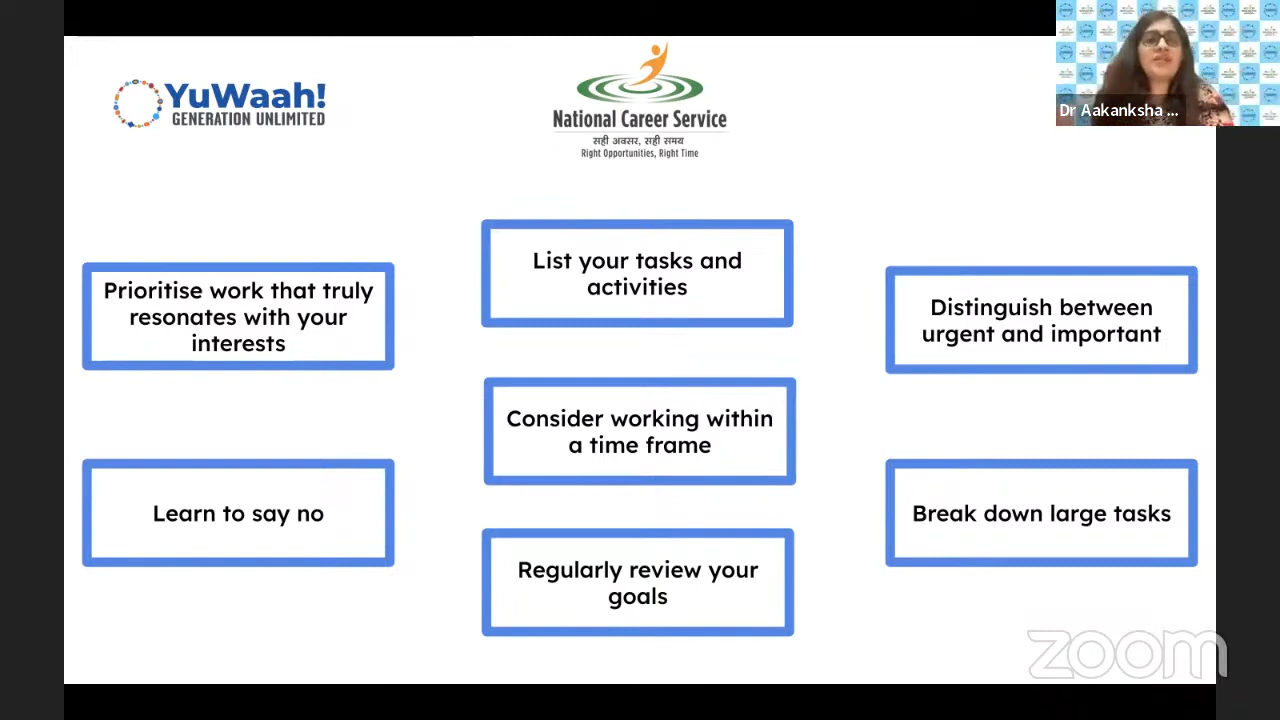 YuWaah!
GENERATION UNLIMITED
National Career Service
सही अवसर, सही समय
Right Opportunities, Right Time
Dr Aakanksha ...
Prioritise work that truly
resonates with your
interests
List your tasks and
activities
Distinguish between
urgent and important
Consider working within
a time frame
Learn to say no
Break down large tasks
Regularly review your
goals
zoom